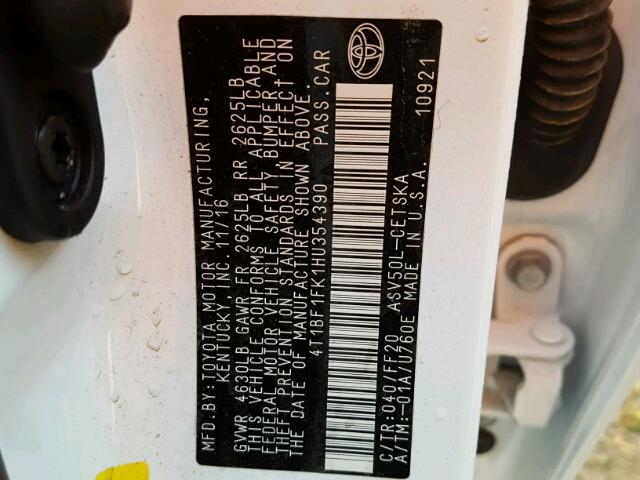 MFD.BY:TOYOTA MOTOR MANUFACTURING,
KENTUCKY, INC. 11/16
GVWR 4630LB GAWR-FR 2625LB RR 2625LB
THIS VEHICLE CONFORMS TO ALL APPLICABLE
FEDERAL MOTOR VEHICLE SAFETY, BUMPER, AND
THEFT PREVENTION STANDARDS IN EFFECT ON
THE DATE OF MANUFACTURE SHOWN ABOVE.
4T1BF1FK1HU354390 PASS.CAR
C/TR:040/FF20 ASV50L-CETSKA
A/TM:-01A/U760E MADE IN U.S.A.
10921